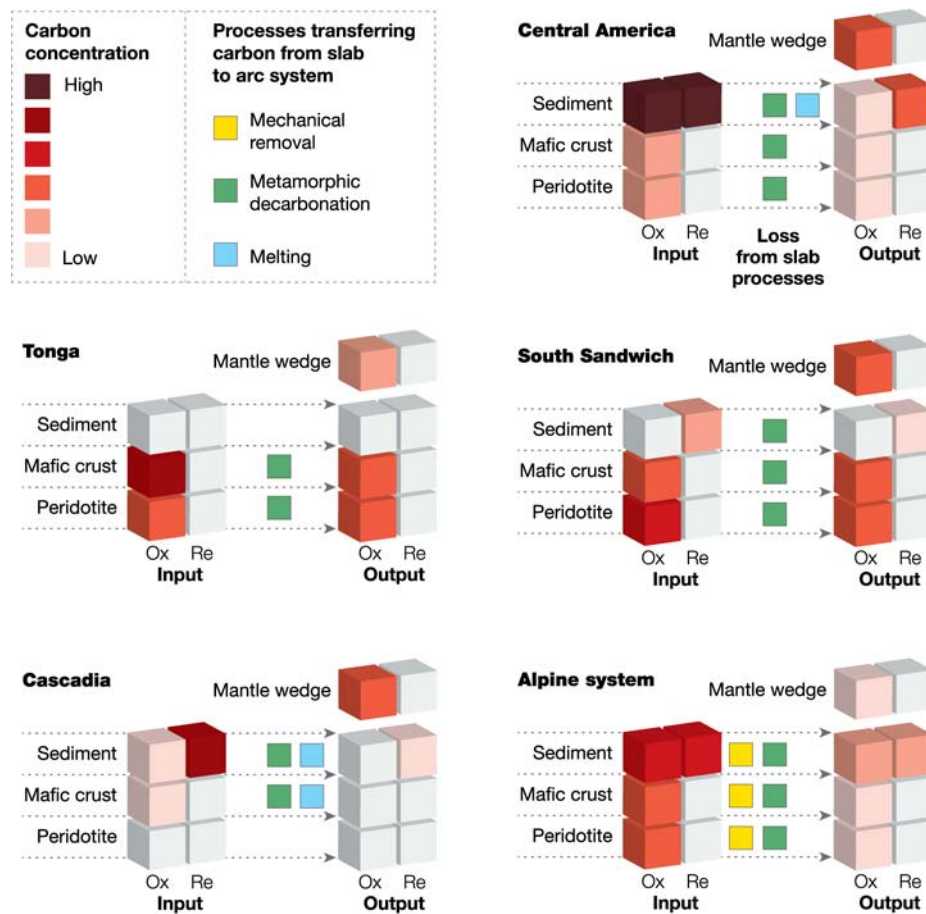 Carbon
concentration
High
Low
Processes transferring
carbon from slab
to arc system
Mechanical
removal
Metamorphic
decarbonation
Melting
Central America
Mantle wedge
Sediment
Mafic crust
Peridotite
Ox Re
Input
Loss
from slab
processes
Ox Re
Output
Tonga
Mantle wedge
Sediment
Mafic crust
Peridotite
Ox Re
Input
Ox Re
Output
South Sandwich
Mantle wedge
Sediment
Mafic crust
Peridotite
Ox Re
Input
Ox Re
Output
Cascadia
Mantle wedge
Sediment
Mafic crust
Peridotite
Ox Re
Input
Ox Re
Output
Alpine system
Mantle wedge
Sediment
Mafic crust
Peridotite
Ox Re
Input
Ox Re
Output